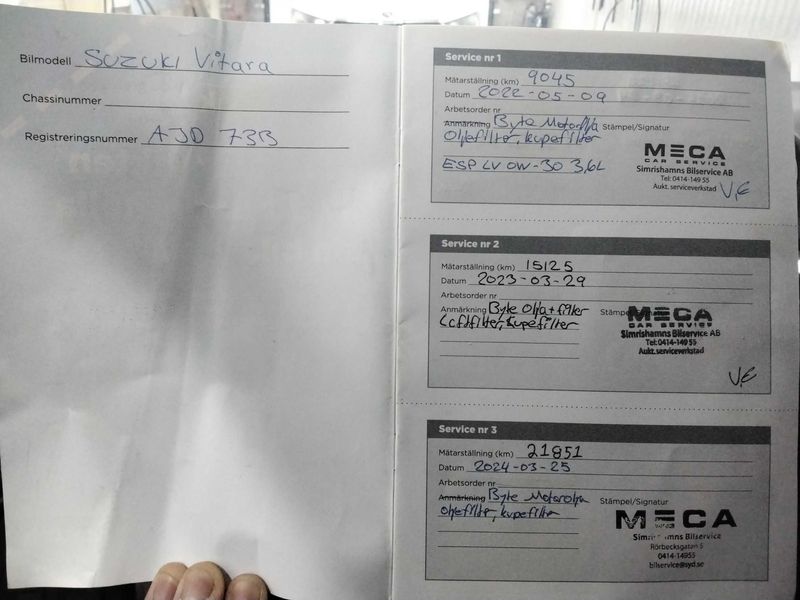 Bilmodell Suzuki Vitara
Chassinummer
Registreringsnummer AJD 73B
Service nr 1
Mätarställning (km) 9045
Datum 2022-05-09
Arbetsorder nr
Anmärkning Byte Motorolja Stämpel/Signatur
Oljefilter, kupefilter
ESP LV 0W-30 3,6L
MECA
CAR SERVICE
Simrishamns Bilservice AB
Tel: 0414-149 55
Aukt. serviceverkstad
V,E
Service nr 2
Mätarställning (km) 15125
Datum 2023-03-29
Arbetsorder nr
Anmärkning Byte Olja+filter
Luftfilter, kupefilter
MECA
CAR SERVICE
Simrishamns Bilservice AB
Tel: 0414-149 55
Aukt. serviceverkstad
V,E
Service nr 3
Mätarställning (km) 21851
Datum 2024-03-25
Arbetsorder nr
Anmärkning Byte Motorolja Stämpel/Signatur
oljefilter, kupefilter
MECA
Simrishamns Bilservice
Rörbecksgatan 5
0414-14955
bilservice@syd.se